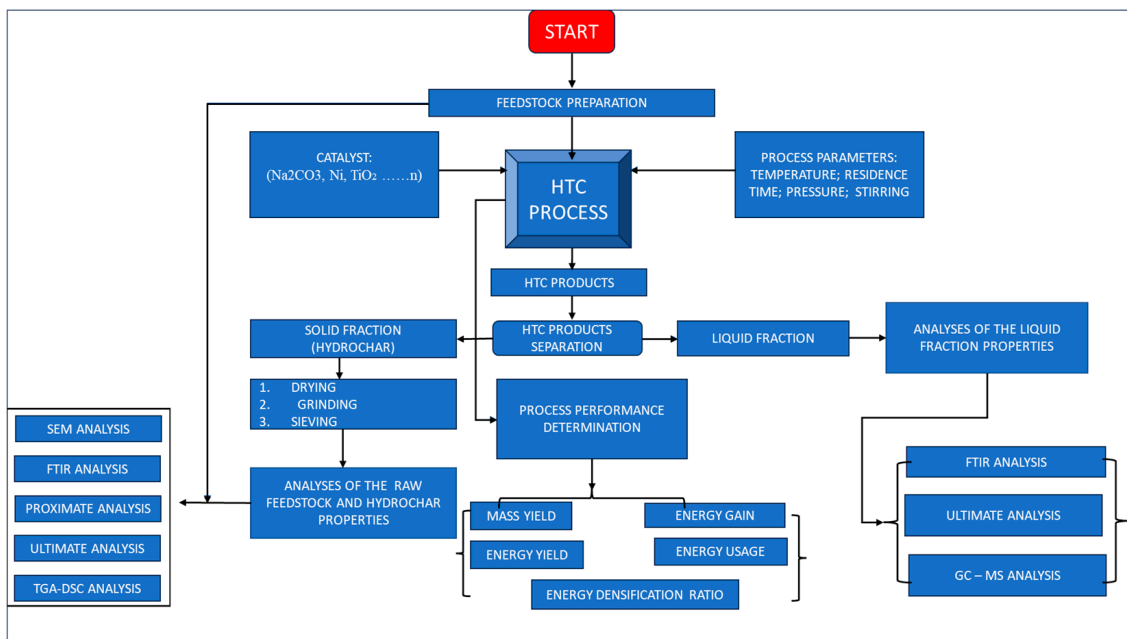 START
FEEDSTOCK PREPARATION
CATALYST:
(Na2CO3, Ni, TiO₂ ……n)
HTC
PROCESS
PROCESS PARAMETERS:
TEMPERATURE; RESIDENCE
TIME; PRESSURE; STIRRING
HTC PRODUCTS
SOLID FRACTION
(HYDROCHAR)
HTC PRODUCTS
SEPARATION
LIQUID FRACTION
ANALYSES OF THE LIQUID
FRACTION PROPERTIES
1. DRYING
2. GRINDING
3. SIEVING
PROCESS PERFORMANCE
DETERMINATION
SEM ANALYSIS
FTIR ANALYSIS
PROXIMATE ANALYSIS
ULTIMATE ANALYSIS
TGA-DSC ANALYSIS
ANALYSES OF THE RAW
FEEDSTOCK AND HYDROCHAR
PROPERTIES
MASS YIELD
ENERGY GAIN
ENERGY YIELD
ENERGY USAGE
ENERGY DENSIFICATION RATIO
FTIR ANALYSIS
ULTIMATE ANALYSIS
GC – MS ANALYSIS